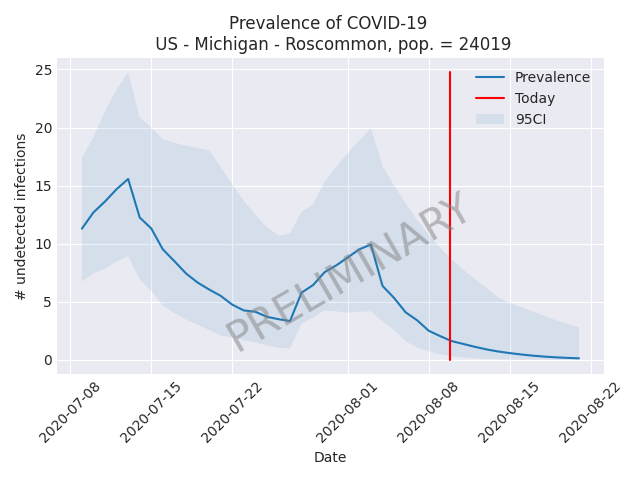 Prevalence of COVID-19
US - Michigan - Roscommon, pop. = 24019
# undetected infections
25
20
15
10
5
0
Prevalence
Today
95CI
PRELIMINARY
2020-07-08
2020-07-15
2020-07-22
2020-08-01
2020-08-08
2020-08-15
2020-08-22
Date